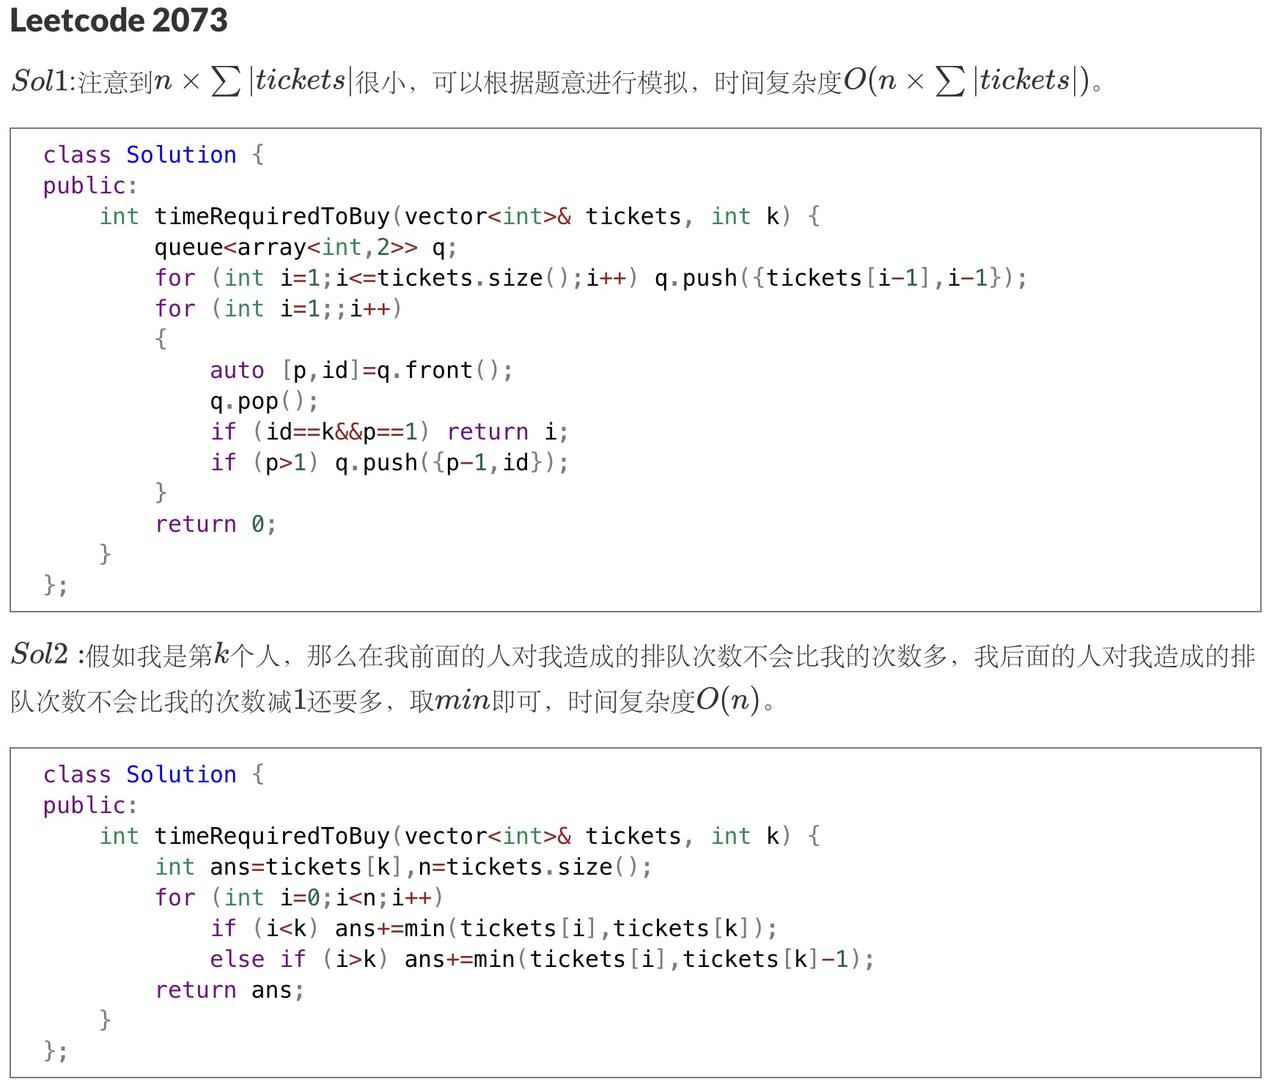 Leetcode 2073
Sol1:注意到n × ∑ |tickets|很小，可以根据题意进行模拟，时间复杂度O(n × ∑ |tickets|)。
class Solution {
public:
    int timeRequiredToBuy(vector<int>& tickets, int k) {
        queue<array<int,2>> q;
        for (int i=1;i<=tickets.size();i++) q.push({tickets[i-1],i-1});
        for (int i=1;;i++)
        {
            auto [p,id]=q.front();
            q.pop();
            if (id==k&&p==1) return i;
            if (p>1) q.push({p-1,id});
        }
        return 0;
    }
};
Sol2 :假如我是第k个人，那么在我前面的人对我造成的排队次数不会比我的次数多，我后面的人对我造成的排
队次数不会比我的次数减1还要多，取min即可，时间复杂度O(n)。
class Solution {
public:
    int timeRequiredToBuy(vector<int>& tickets, int k) {
        int ans=tickets[k],n=tickets.size();
        for (int i=0;i<n;i++)
            if (i<k) ans+=min(tickets[i],tickets[k]);
            else if (i>k) ans+=min(tickets[i],tickets[k]-1);
        return ans;
    }
};